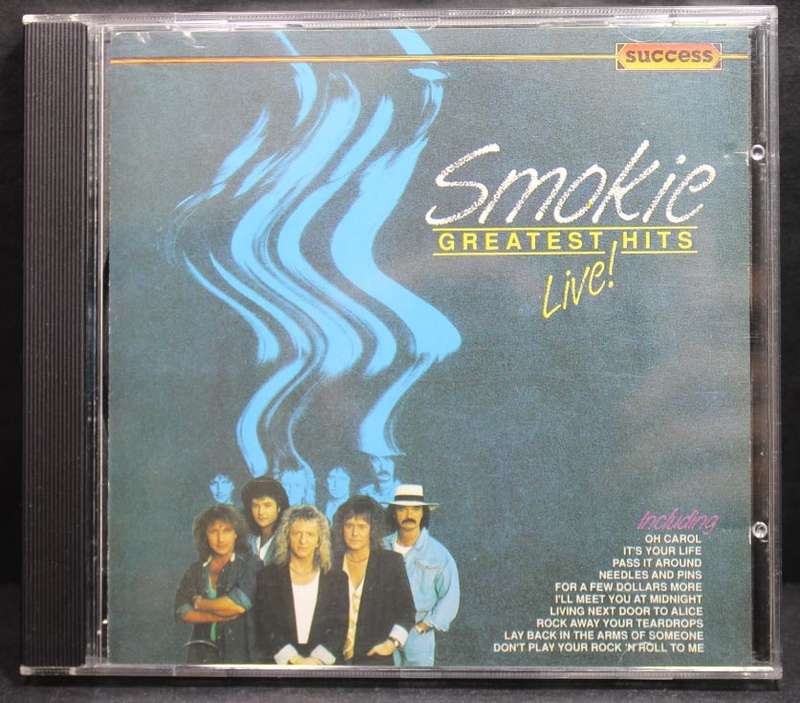 success
Smokie
GREATEST HITS
Live!
Including
OH CAROL
IT'S YOUR LIFE
PASS IT AROUND
NEEDLES AND PINS
FOR A FEW DOLLARS MORE
I'LL MEET YOU AT MIDNIGHT
LIVING NEXT DOOR TO ALICE
ROCK AWAY YOUR TEARDROPS
LAY BACK IN THE ARMS OF SOMEONE
DON'T PLAY YOUR ROCK 'N ROLL TO ME